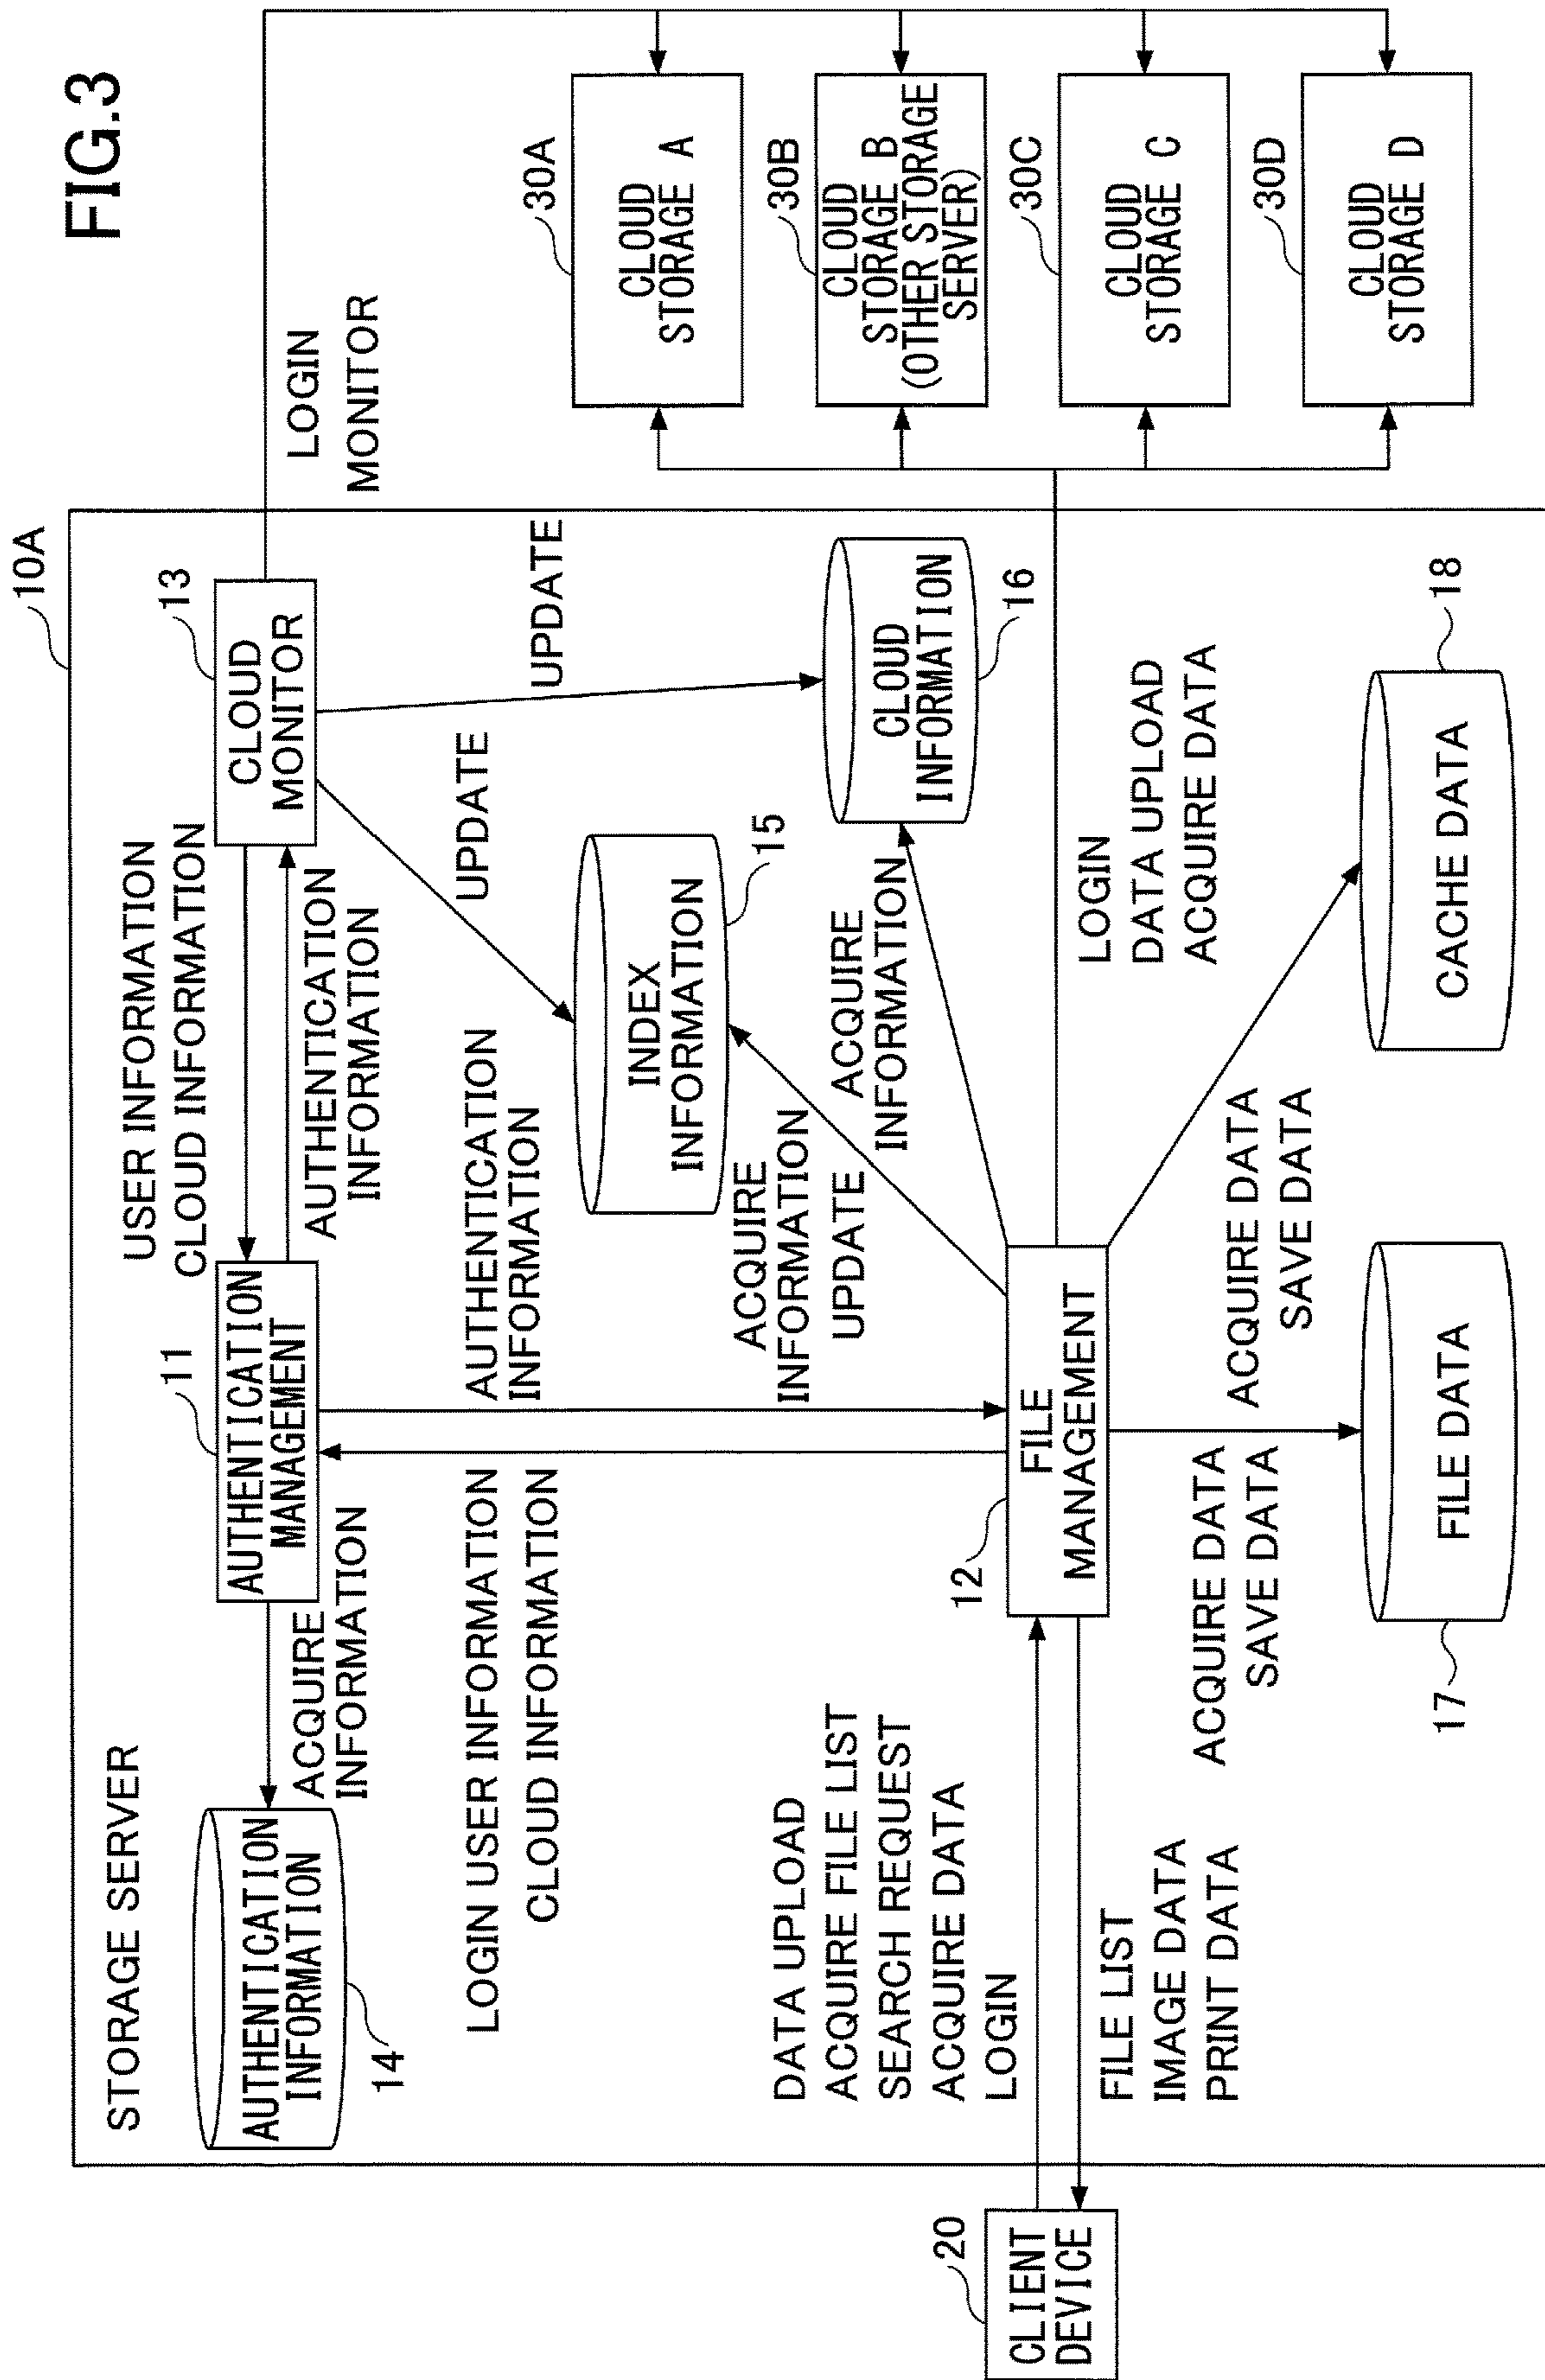 FIG.3
10A
STORAGE SERVER
AUTHENTICATION
INFORMATION
14
ACQUIRE
INFORMATION
11
AUTHENTICATION
MANAGEMENT
USER INFORMATION
CLOUD INFORMATION
AUTHENTICATION
INFORMATION
13
CLOUD
MONITOR
LOGIN
MONITOR
UPDATE
UPDATE
LOGIN USER INFORMATION
CLOUD INFORMATION
AUTHENTICATION
INFORMATION
INDEX
INFORMATION
15
CLOUD
INFORMATION
16
ACQUIRE
INFORMATION
UPDATE
ACQUIRE
INFORMATION
20
CLIENT
DEVICE
DATA UPLOAD
ACQUIRE FILE LIST
SEARCH REQUEST
ACQUIRE DATA
LOGIN
FILE LIST
IMAGE DATA
PRINT DATA
12
FILE
MANAGEMENT
LOGIN
DATA UPLOAD
ACQUIRE DATA
ACQUIRE DATA
SAVE DATA
17
FILE DATA
ACQUIRE DATA
SAVE DATA
CACHE DATA
18
30A
CLOUD
STORAGE A
30B
CLOUD
STORAGE B
(OTHER STORAGE
SERVER)
30C
CLOUD
STORAGE C
30D
CLOUD
STORAGE D